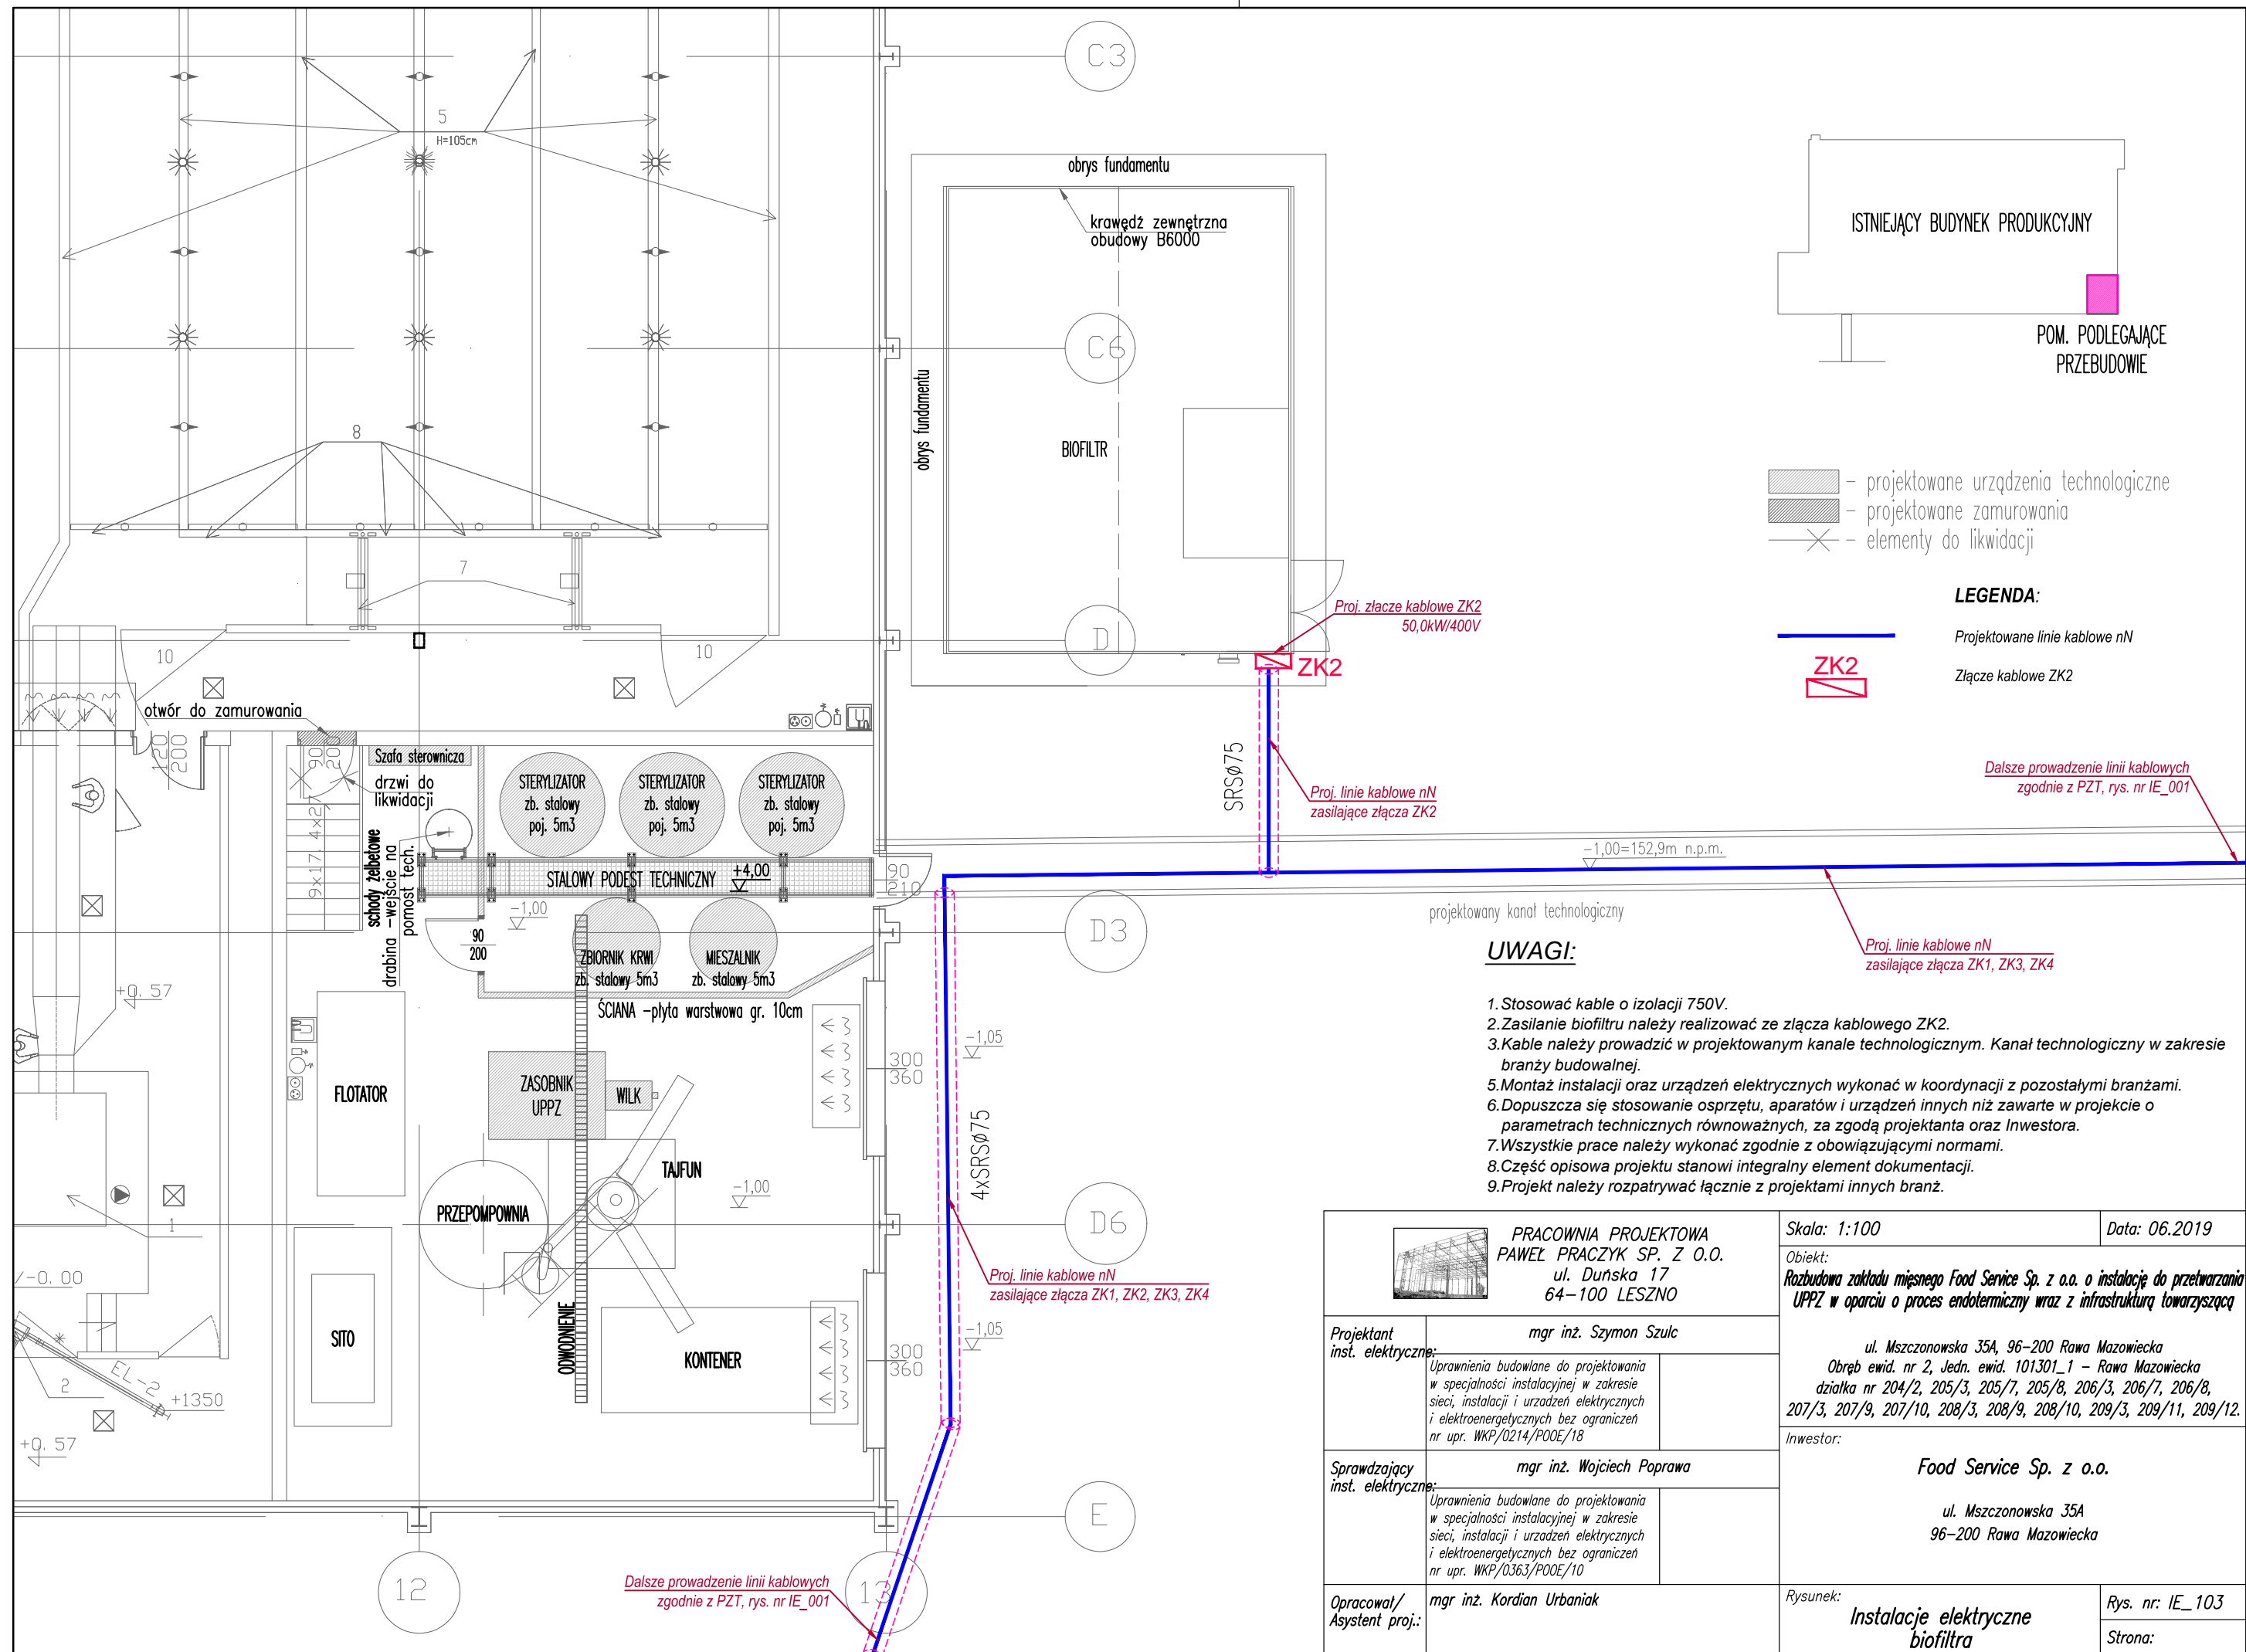 C3
5
H=105cm
obrys fundamentu
krawędź zewnętrzna
obudowy B6000
ISTNIEJĄCY BUDYNEK PRODUKCYJNY
POM. PODLEGAJĄCE
PRZEBUDOWIE
C6
obrys fundamentu
BIOFILTR
8
- projektowane urządzenia technologiczne
- projektowane zamurowania
- elementy do likwidacji
7
LEGENDA:
Projektowane linie kablowe nN
ZK2
Złącze kablowe ZK2
Proj. złacze kablowe ZK2
50,0kW/400V
D
ZK2
10
10
otwór do zamurowania
120
200
90
200
Szafa sterownicza
drzwi do
likwidacji
STERYLIZATOR
zb. stalowy
poj. 5m3
STERYLIZATOR
zb. stalowy
poj. 5m3
STERYLIZATOR
zb. stalowy
poj. 5m3
SRSø75
Proj. linie kablowe nN
zasilające złącza ZK2
Dalsze prowadzenie linii kablowych
zgodnie z PZT, rys. nr IE_001
9x17, 4x27
schody żelbetowe
drabina -wejście na
pomost tech.
STALOWY PODEST TECHNICZNY
+4,00
90
210
-1,00=152,9m n.p.m.
projektowany kanał technologiczny
-1,00
90
200
D3
ZBIORNIK KRWI
zb. stalowy 5m3
MIESZALNIK
zb. stalowy 5m3
ŚCIANA -płyta warstwowa gr. 10cm
Proj. linie kablowe nN
zasilające złącza ZK1, ZK3, ZK4
UWAGI:
1.Stosować kable o izolacji 750V.
2.Zasilanie biofiltru należy realizować ze złącza kablowego ZK2.
3.Kable należy prowadzić w projektowanym kanale technologicznym. Kanał technologiczny w zakresie
branży budowalnej.
5.Montaż instalacji oraz urządzeń elektrycznych wykonać w koordynacji z pozostałymi branżami.
6.Dopuszcza się stosowanie osprzętu, aparatów i urządzeń innych niż zawarte w projekcie o
parametrach technicznych równoważnych, za zgodą projektanta oraz Inwestora.
7.Wszystkie prace należy wykonać zgodnie z obowiązującymi normami.
8.Część opisowa projektu stanowi integralny element dokumentacji.
9.Projekt należy rozpatrywać łącznie z projektami innych branż.
+0.57
FLOTATOR
ZASOBNIK
UPPZ
WILK
300
360
-1,05
4xSRSø75
TAJFUN
-1,00
PRZEPOMPOWNIA
D6
1
/-0.00
Proj. linie kablowe nN
zasilające złącza ZK1, ZK2, ZK3, ZK4
-1,05
300
360
SITO
ODWODNIENIE
KONTENER
2
EL-2
+1350
+0.57
E
12
13
Dalsze prowadzenie linii kablowych
zgodnie z PZT, rys. nr IE_001
PRACOWNIA PROJEKTOWA
PAWEŁ PRACZYK SP. Z O.O.
ul. Duńska 17
64-100 LESZNO
Skala: 1:100
Data: 06.2019
Obiekt:
Rozbudowa zakładu mięsnego Food Service Sp. z o.o. o instalację do przetwarzania
UPPZ w oparciu o proces endotermiczny wraz z infrastrukturą towarzyszącą
ul. Mszczonowska 35A, 96-200 Rawa Mazowiecka
Obręb ewid. nr 2, Jedn. ewid. 101301_1 - Rawa Mazowiecka
działka nr 204/2, 205/3, 205/7, 205/8, 206/3, 206/7, 206/8,
207/3, 207/9, 207/10, 208/3, 208/9, 208/10, 209/3, 209/11, 209/12.
Projektant
inst. elektryczne:
mgr inż. Szymon Szulc
Uprawnienia budowlane do projektowania
w specjalności instalacyjnej w zakresie
sieci, instalacji i urzadzeń elektrycznych
i elektroenergetycznych bez ograniczeń
nr upr. WKP/0214/POOE/18
Inwestor:
Food Service Sp. z o.o.
ul. Mszczonowska 35A
96-200 Rawa Mazowiecka
Sprawdzający
inst. elektryczne:
mgr inż. Wojciech Poprawa
Uprawnienia budowlane do projektowania
w specjalności instalacyjnej w zakresie
sieci, instalacji i urzadzeń elektrycznych
i elektroenergetycznych bez ograniczeń
nr upr. WKP/0363/POOE/10
Opracował/
Asystent proj.:
mgr inż. Kordian Urbaniak
Rysunek:
Instalacje elektryczne
biofiltra
Rys. nr: IE_103
Strona: